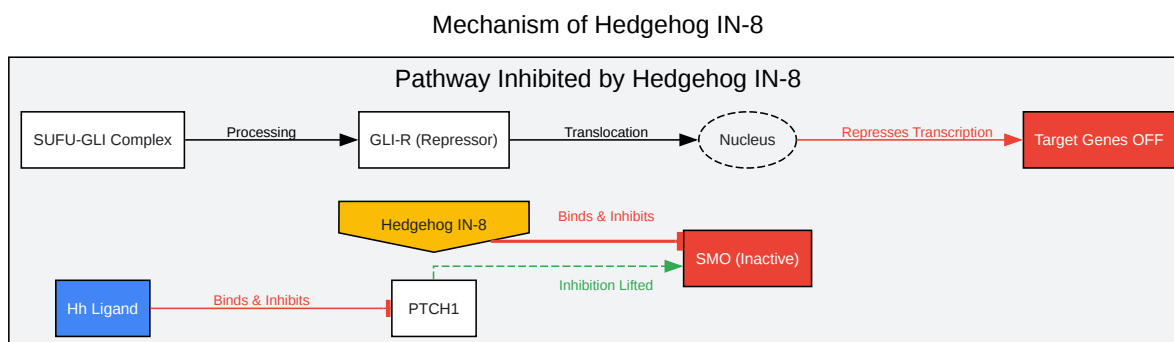 Mechanism of Hedgehog IN-8
Pathway Inhibited by Hedgehog IN-8
SUFU-GLI Complex
Processing
GLI-R (Repressor)
Translocation
Nucleus
Represses Transcription
Target Genes OFF
Hedgehog IN-8
Binds & Inhibits
SMO (Inactive)
Inhibition Lifted
Hh Ligand
Binds & Inhibits
PTCH1